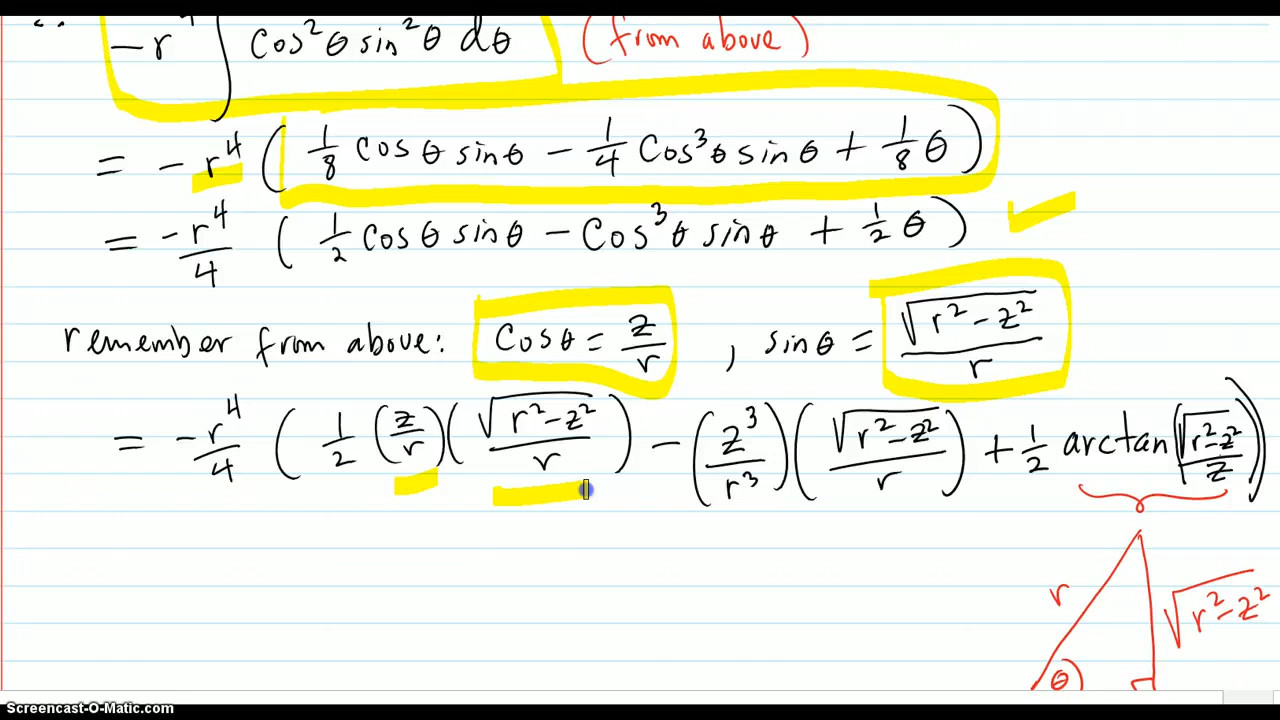 -r⁴ ∫ cos²θ sin²θ dθ (from above)
= -r⁴ ( 1/8 cosθ sinθ - 1/4 cos³θ sinθ + 1/8 θ )
= -r⁴/4 ( 1/2 cosθ sinθ - cos³θ sinθ + 1/2 θ )
remember from above: cosθ = z/r , sinθ = √(r²-z²)/r
= -r⁴/4 ( 1/2 (z/r)(√(r²-z²)/r) - (z³/r³)(√(r²-z²)/r) + 1/2 arctan(√(r²-z²)/z))
r
√(r²-z²)
θ
Screencast-O-Matic.com